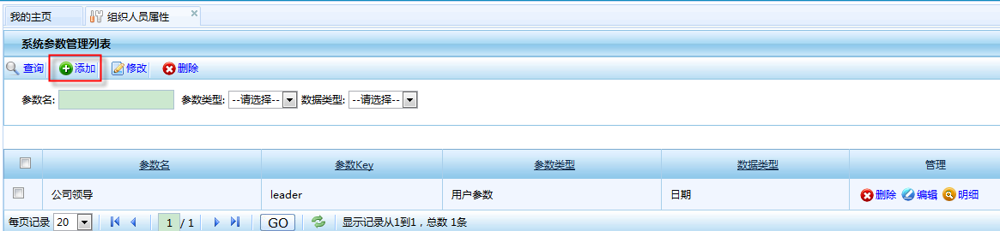 我的主页 组织人员属性
系统参数管理列表
查询 添加 修改 删除
参数名: 参数类型: --请选择-- 数据类型: --请选择--
参数名 参数Key 参数类型 数据类型 管理
公司领导 leader 用户参数 日期 删除 编辑 明细
每页记录 20 1 / 1 GO 显示记录从1到1，总数 1条